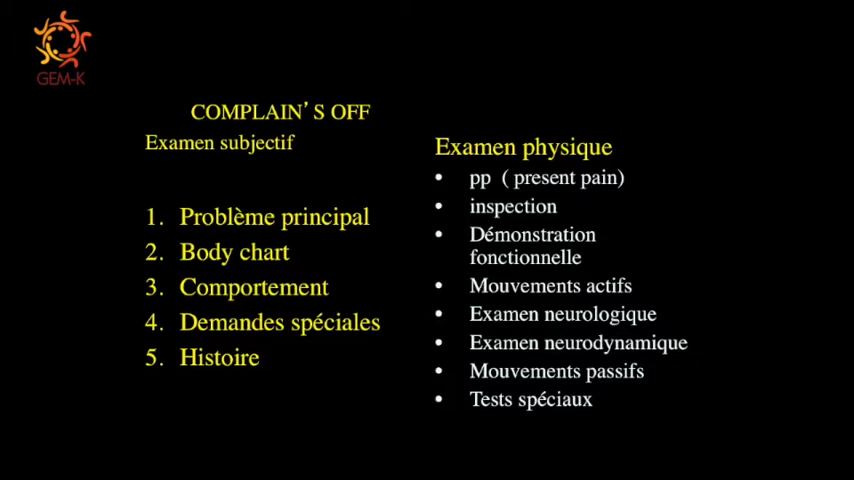 GEM-K
COMPLAIN’S OFF
Examen subjectif
1. Problème principal
2. Body chart
3. Comportement
4. Demandes spéciales
5. Histoire
Examen physique
• pp ( present pain)
• inspection
• Démonstration
fonctionnelle
• Mouvements actifs
• Examen neurologique
• Examen neurodynamique
• Mouvements passifs
• Tests spéciaux